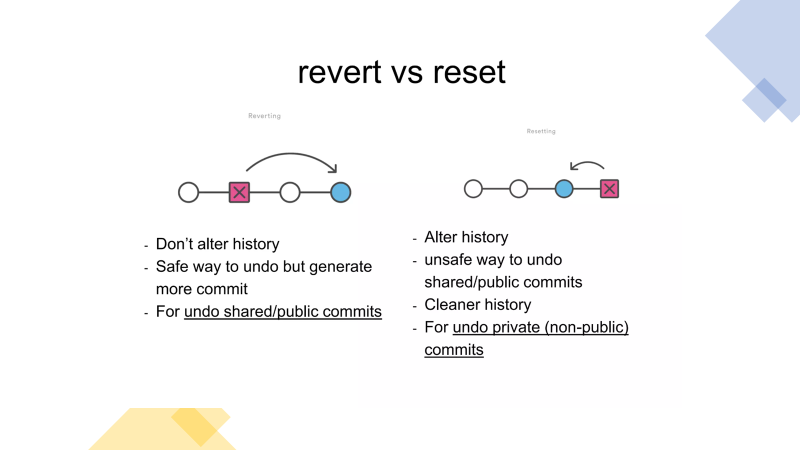 revert vs reset
Reverting
- Don’t alter history
- Safe way to undo but generate
more commit
- For undo shared/public commits
Resetting
- Alter history
- unsafe way to undo
shared/public commits
- Cleaner history
- For undo private (non-public)
commits